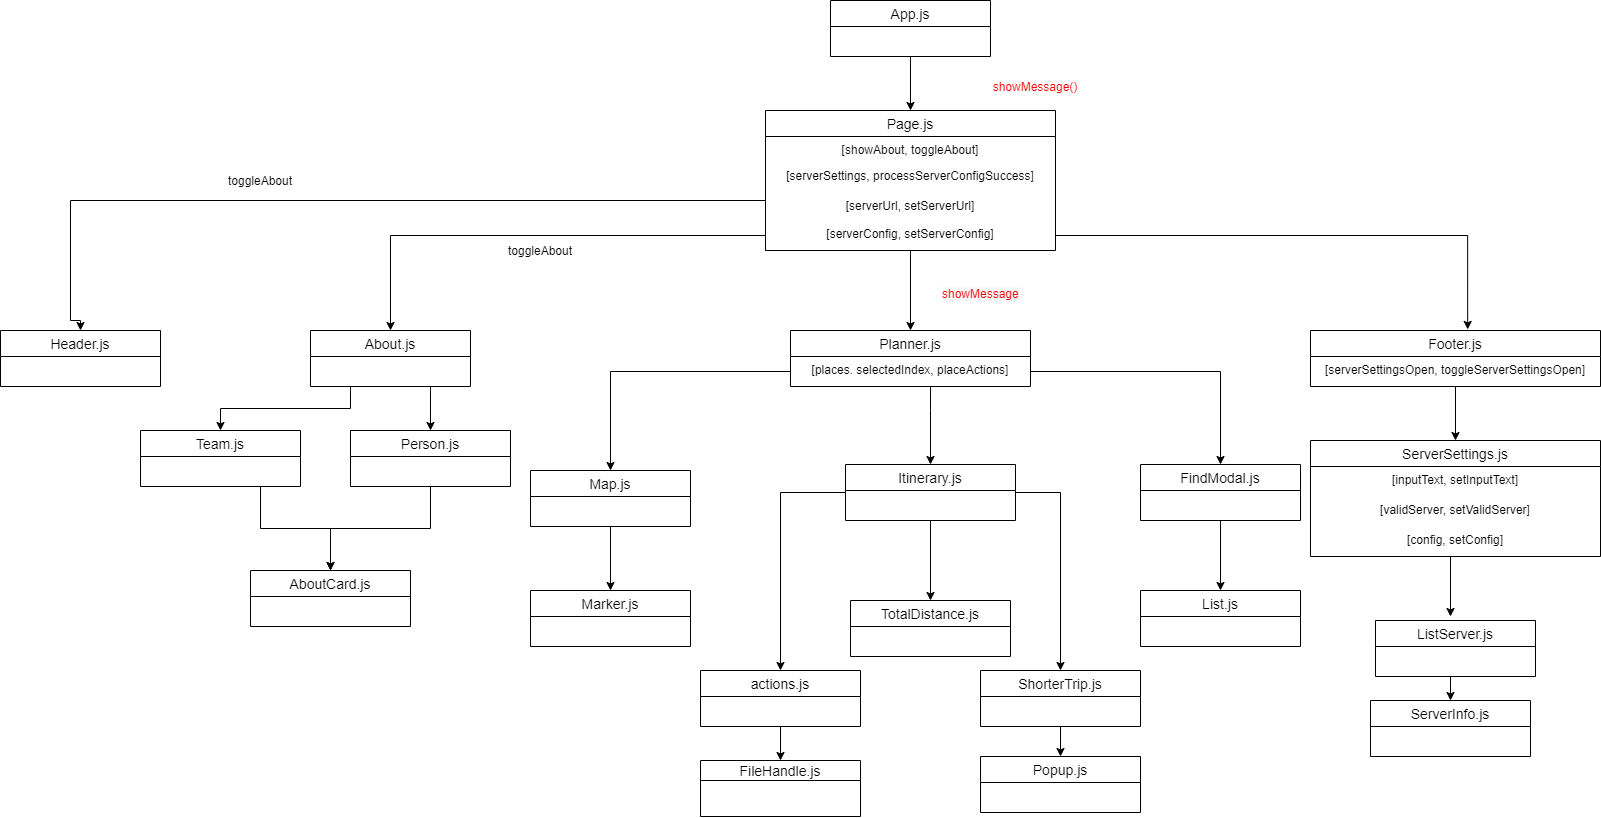 App.js
showMessage()
Page.js
[showAbout, toggleAbout]
[serverSettings, processServerConfigSuccess]
[serverUrl, setServerUrl]
[serverConfig, setServerConfig]
toggleAbout
toggleAbout
showMessage
Header.js
About.js
Planner.js
[places. selectedIndex, placeActions]
Footer.js
[serverSettingsOpen, toggleServerSettingsOpen]
Team.js
Person.js
Map.js
Itinerary.js
FindModal.js
ServerSettings.js
[inputText, setInputText]
[validServer, setValidServer]
[config, setConfig]
AboutCard.js
Marker.js
TotalDistance.js
List.js
ListServer.js
actions.js
ShorterTrip.js
ServerInfo.js
FileHandle.js
Popup.js